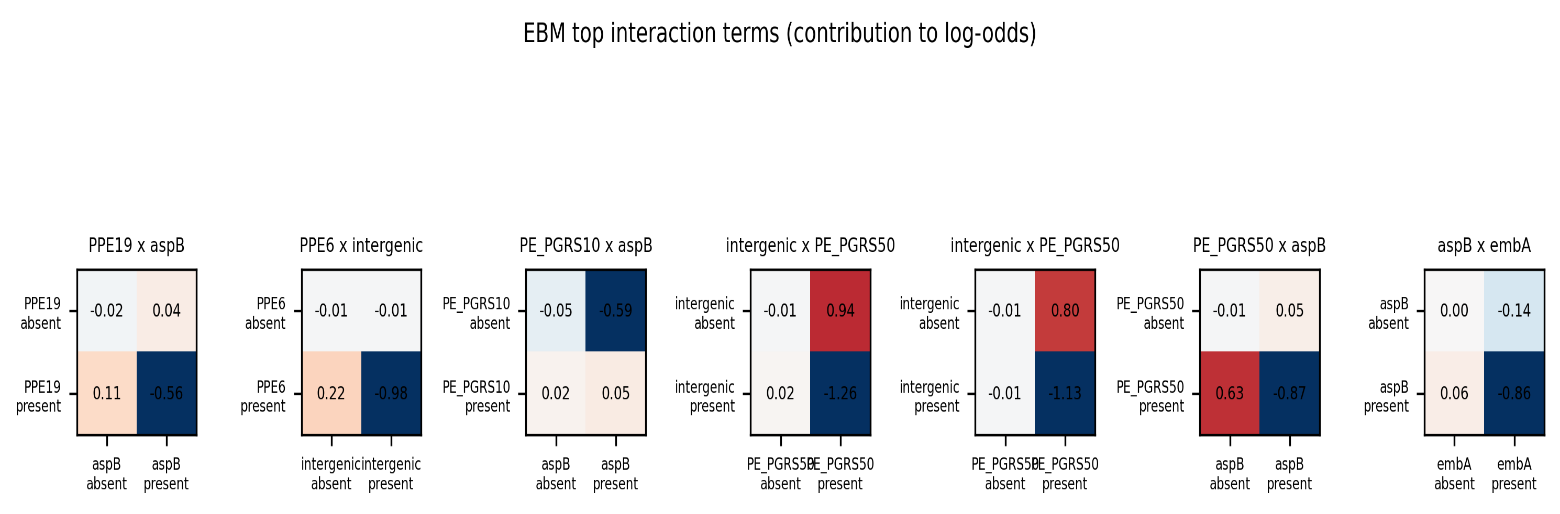 EBM top interaction terms (contribution to log-odds)
PPE19 x aspB
PPE19
absent
-0.02
0.04
PPE19
present
0.11
-0.56
aspB
absent
aspB
present
PPE6 x intergenic
PPE6
absent
-0.01
-0.01
PPE6
present
0.22
-0.98
intergenic
absent
intergenic
present
PE_PGRS10 x aspB
PE_PGRS10
absent
-0.05
-0.59
PE_PGRS10
present
0.02
0.05
aspB
absent
aspB
present
intergenic x PE_PGRS50
intergenic
absent
-0.01
0.94
intergenic
present
0.02
-1.26
PE_PGRS50
absent
PE_PGRS50
present
intergenic x PE_PGRS50
intergenic
absent
-0.01
0.80
intergenic
present
-0.01
-1.13
PE_PGRS50
absent
PE_PGRS50
present
PE_PGRS50 x aspB
PE_PGRS50
absent
-0.01
0.05
PE_PGRS50
present
0.63
-0.87
aspB
absent
aspB
present
aspB x embA
aspB
absent
0.00
-0.14
aspB
present
0.06
-0.86
embA
absent
embA
present